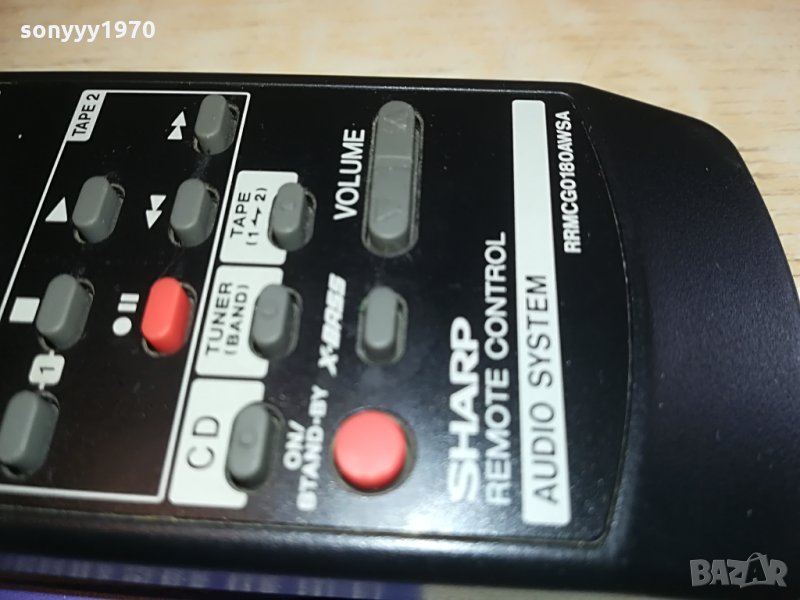 sonyyy1970
TAPE 2
1
TAPE
(1 2)
TUNER
(BAND)
CD
VOLUME
X-BASS
ON/
STAND-BY
SHARP
REMOTE CONTROL
AUDIO SYSTEM
RRMCG0180AWSA
BAZAR